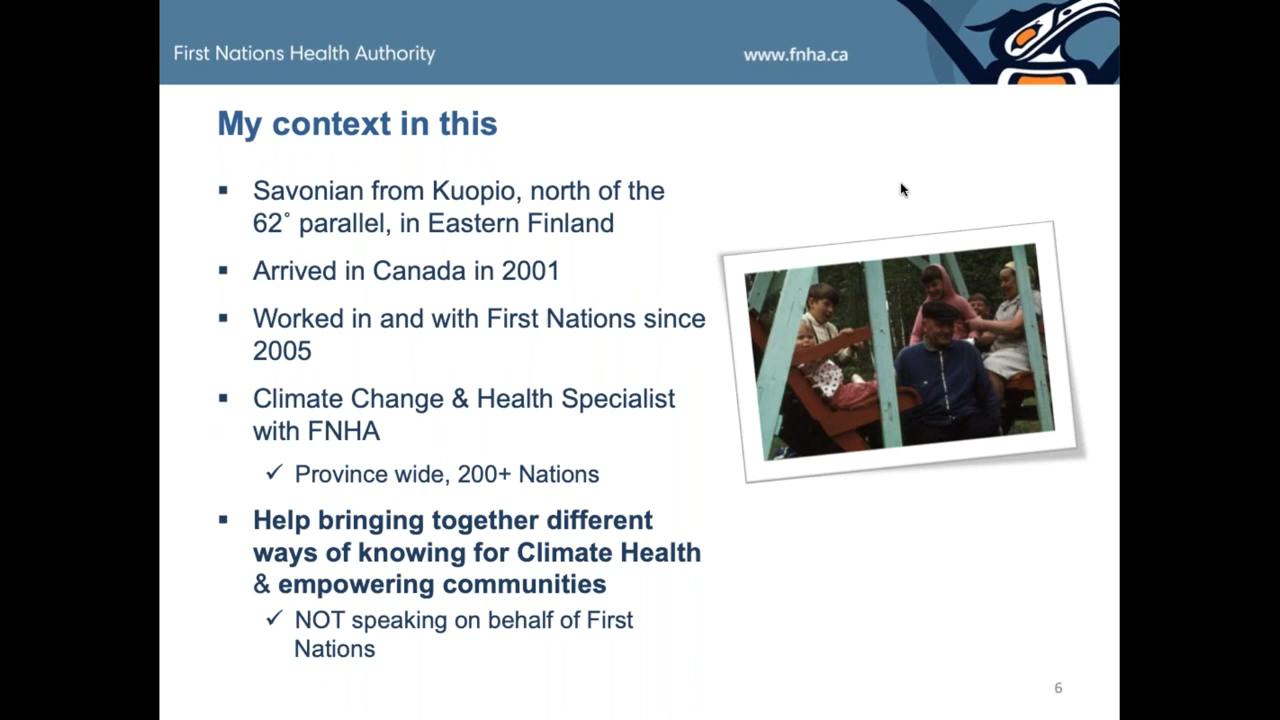 First Nations Health Authority
www.fnha.ca
My context in this
▪ Savonian from Kuopio, north of the
62˚ parallel, in Eastern Finland
▪ Arrived in Canada in 2001
▪ Worked in and with First Nations since
2005
▪ Climate Change & Health Specialist
with FNHA
✓ Province wide, 200+ Nations
▪ Help bringing together different
ways of knowing for Climate Health
& empowering communities
✓ NOT speaking on behalf of First
Nations
6